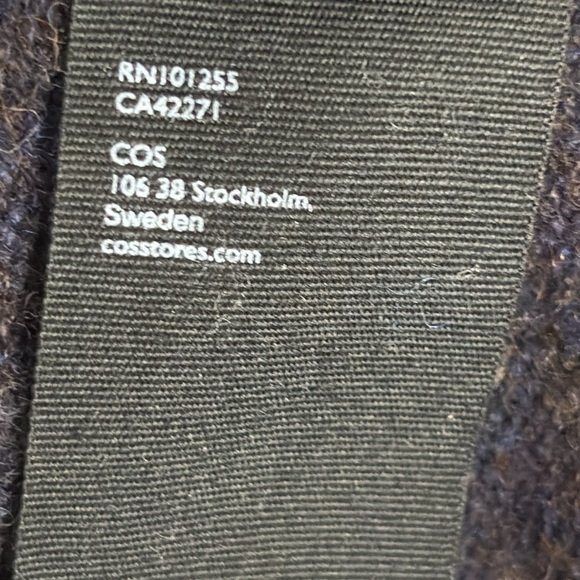 RN101255
CA42271
COS
106 38 Stockholm,
Sweden
cosstores.com